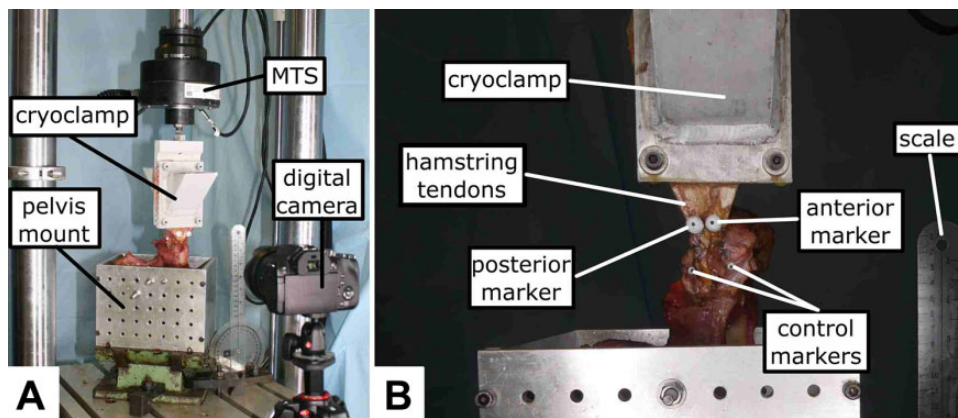 MTS
cryoclamp
digital
camera
pelvis
mount
A
cryoclamp
scale
hamstring
tendons
anterior
marker
posterior
marker
control
markers
B